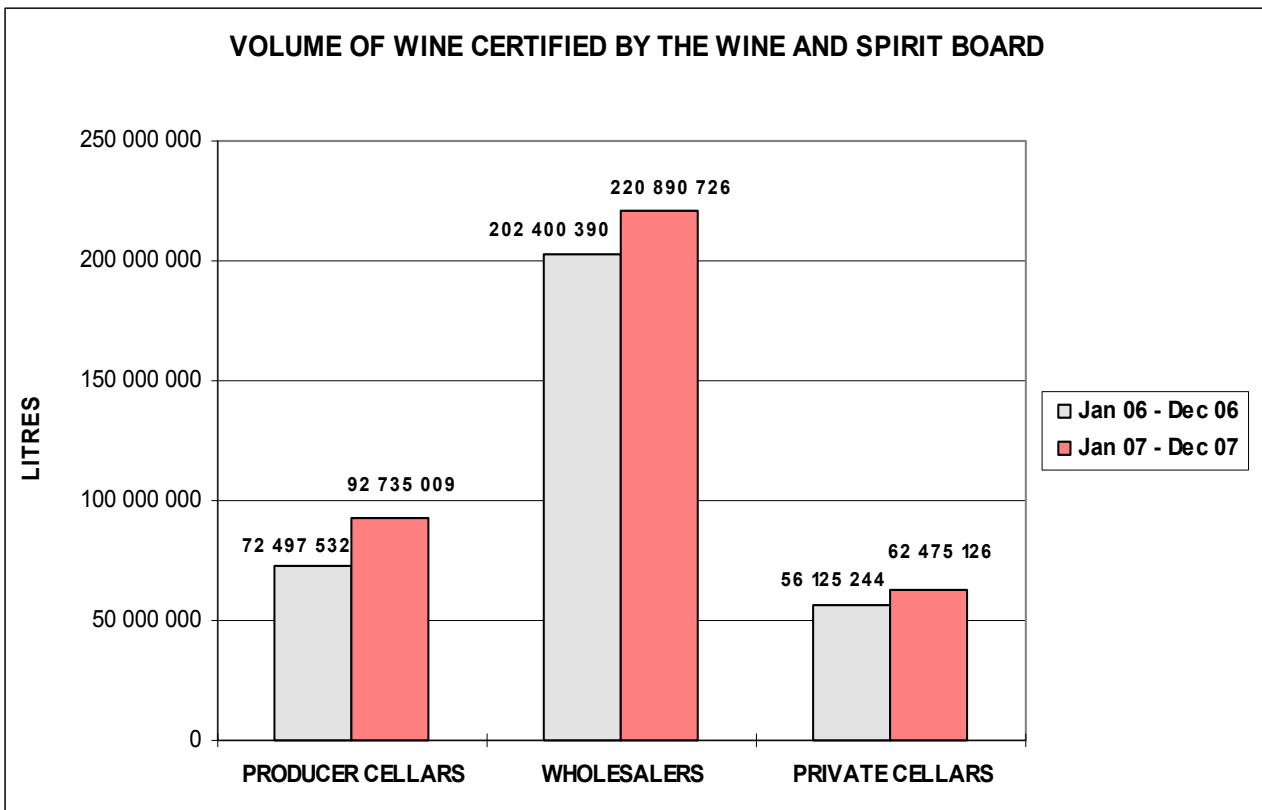 VOLUME OF WINE CERTIFIED BY THE WINE AND SPIRIT BOARD
250 000 000
200 000 000
150 000 000
100 000 000
50 000 000
0
LITRES
72 497 532
92 735 009
202 400 390
220 890 726
56 125 244
62 475 126
PRODUCER CELLARS
WHOLESALERS
PRIVATE CELLARS
Jan 06 - Dec 06
Jan 07 - Dec 07